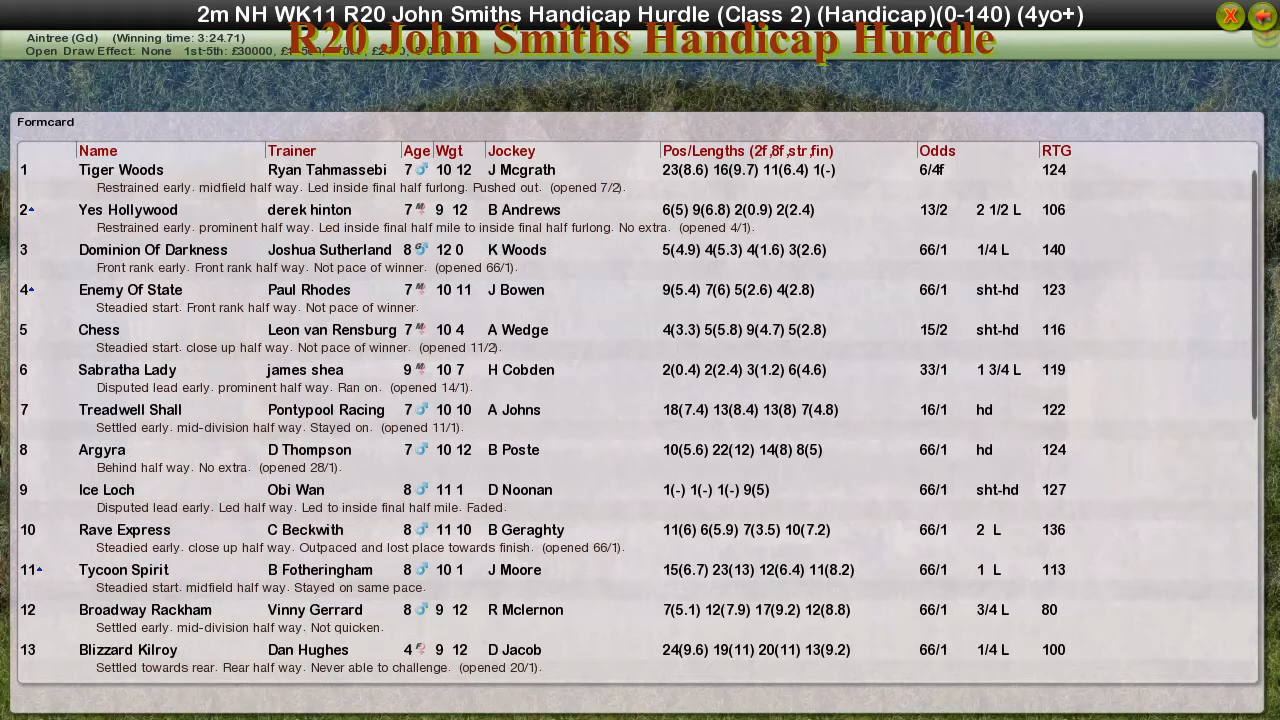 2m NH WK11 R20 John Smiths Handicap Hurdle (Class 2) (Handicap)(0-140) (4yo+)
R20 John Smiths Handicap Hurdle
Aintree (Gd) (Winning time: 3:24.71)
Open Draw Effect: None 1st-5th: £30000,
Formcard
Name Trainer Age Wgt Jockey Pos/Lengths (2f,8f,str,fin) Odds RTG
1 Tiger Woods Ryan Tahmassebi 7 10 12 J Mcgrath 23(8.6) 16(9.7) 11(6.4) 1(-) 6/4f 124
Restrained early. midfield half way. Led inside final half furlong. Pushed out. (opened 7/2).
2 Yes Hollywood derek hinton 7 9 12 B Andrews 6(5) 9(6.8) 2(0.9) 2(2.4) 13/2 2 1/2 L 106
Restrained early. prominent half way. Led inside final half mile to inside final half furlong. No extra. (opened 4/1).
3 Dominion Of Darkness Joshua Sutherland 8 12 0 K Woods 5(4.9) 4(5.3) 4(1.6) 3(2.6) 66/1 1/4 L 140
Front rank early. Front rank half way. Not pace of winner. (opened 66/1).
4 Enemy Of State Paul Rhodes 7 10 11 J Bowen 9(5.4) 7(6) 5(2.6) 4(2.8) 66/1 sht-hd 123
Steadied start. Front rank half way. Not pace of winner.
5 Chess Leon van Rensburg 7 10 4 A Wedge 4(3.3) 5(5.8) 9(4.7) 5(2.8) 15/2 sht-hd 116
Steadied start. close up half way. Not pace of winner. (opened 11/2).
6 Sabratha Lady james shea 9 10 7 H Cobden 2(0.4) 2(2.4) 3(1.2) 6(4.6) 33/1 1 3/4 L 119
Disputed lead early. prominent half way. Ran on. (opened 14/1).
7 Treadwell Shall Pontypool Racing 7 10 10 A Johns 18(7.4) 13(8.4) 13(8) 7(4.8) 16/1 hd 122
Settled early. mid-division half way. Stayed on. (opened 11/1).
8 Argyra D Thompson 7 10 12 B Poste 10(5.6) 22(12) 14(8) 8(5) 66/1 hd 124
Behind half way. No extra. (opened 28/1).
9 Ice Loch Obi Wan 8 11 1 D Noonan 1(-) 1(-) 1(-) 9(5) 66/1 sht-hd 127
Disputed lead early. Led half way. Led to inside final half mile. Faded.
10 Rave Express C Beckwith 8 11 10 B Geraghty 11(6) 6(5.9) 7(3.5) 10(7.2) 66/1 2 L 136
Steadied early. close up half way. Outpaced and lost place towards finish. (opened 66/1).
11 Tycoon Spirit B Fotheringham 8 10 1 J Moore 15(6.7) 23(13) 12(6.4) 11(8.2) 66/1 1 L 113
Steadied start. midfield half way. Stayed on same pace.
12 Broadway Rackham Vinny Gerrard 8 9 12 R Mclernon 7(5.1) 12(7.9) 17(9.2) 12(8.8) 66/1 3/4 L 80
Settled early. mid-division half way. Not quicken.
13 Blizzard Kilroy Dan Hughes 4 9 12 D Jacob 24(9.6) 19(11) 20(11) 13(9.2) 66/1 1/4 L 100
Settled towards rear. Rear half way. Never able to challenge. (opened 20/1).